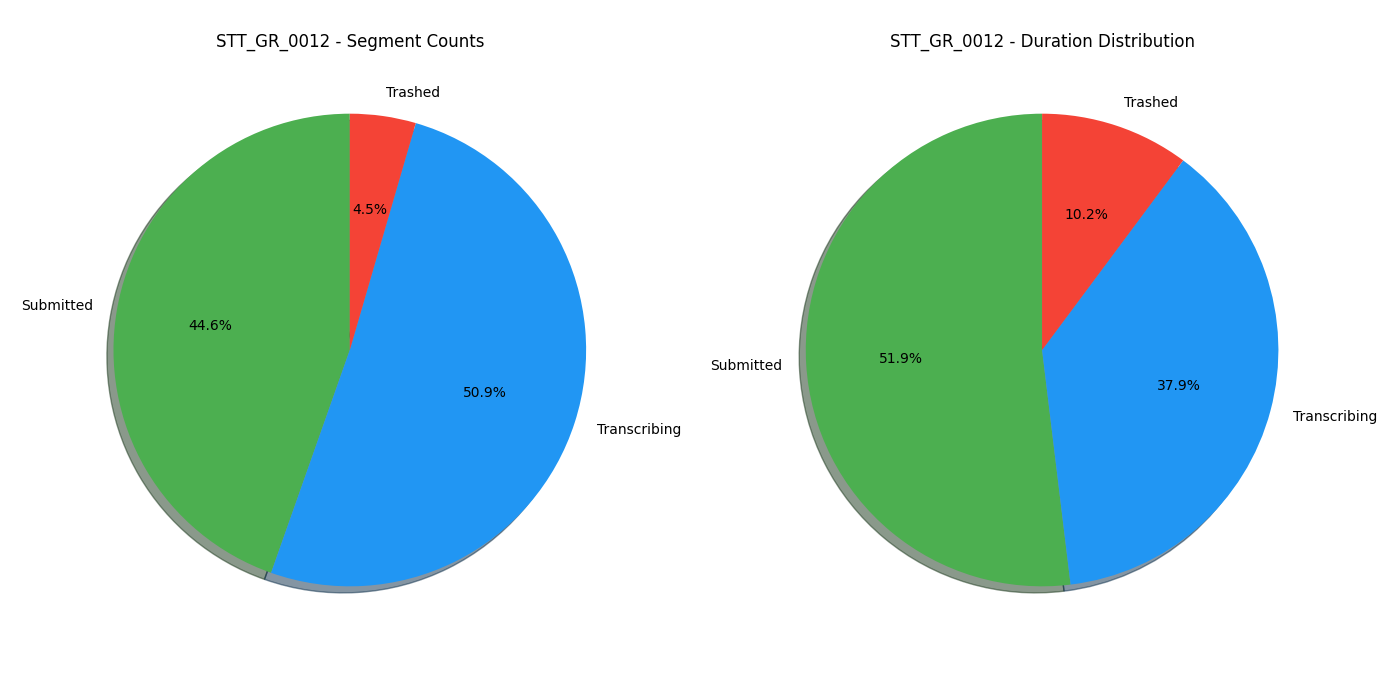 STT_GR_0012 - Segment Counts
Trashed
4.5%
Submitted
44.6%
50.9%
Transcribing
STT_GR_0012 - Duration Distribution
Trashed
10.2%
Submitted
51.9%
37.9%
Transcribing